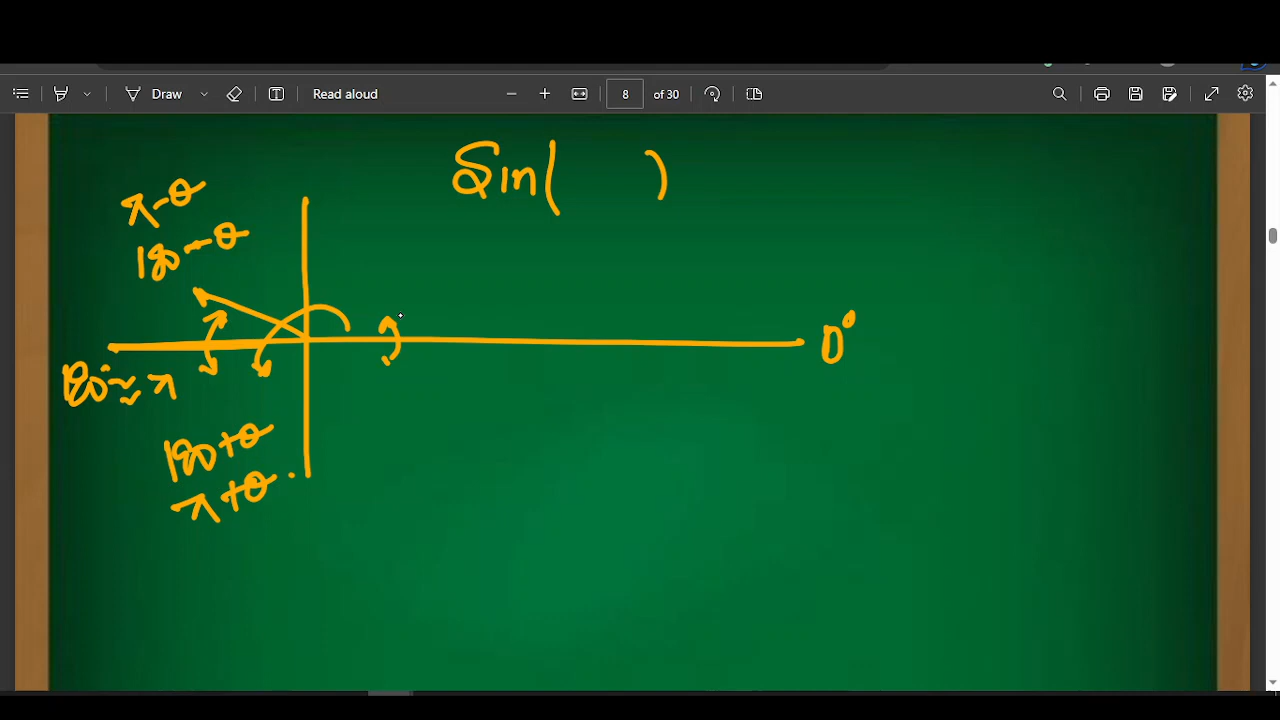 Draw
Read aloud
8 of 30
Sin( )
π-θ
180-θ
0°
180° ~~ π
180+θ
π+θ